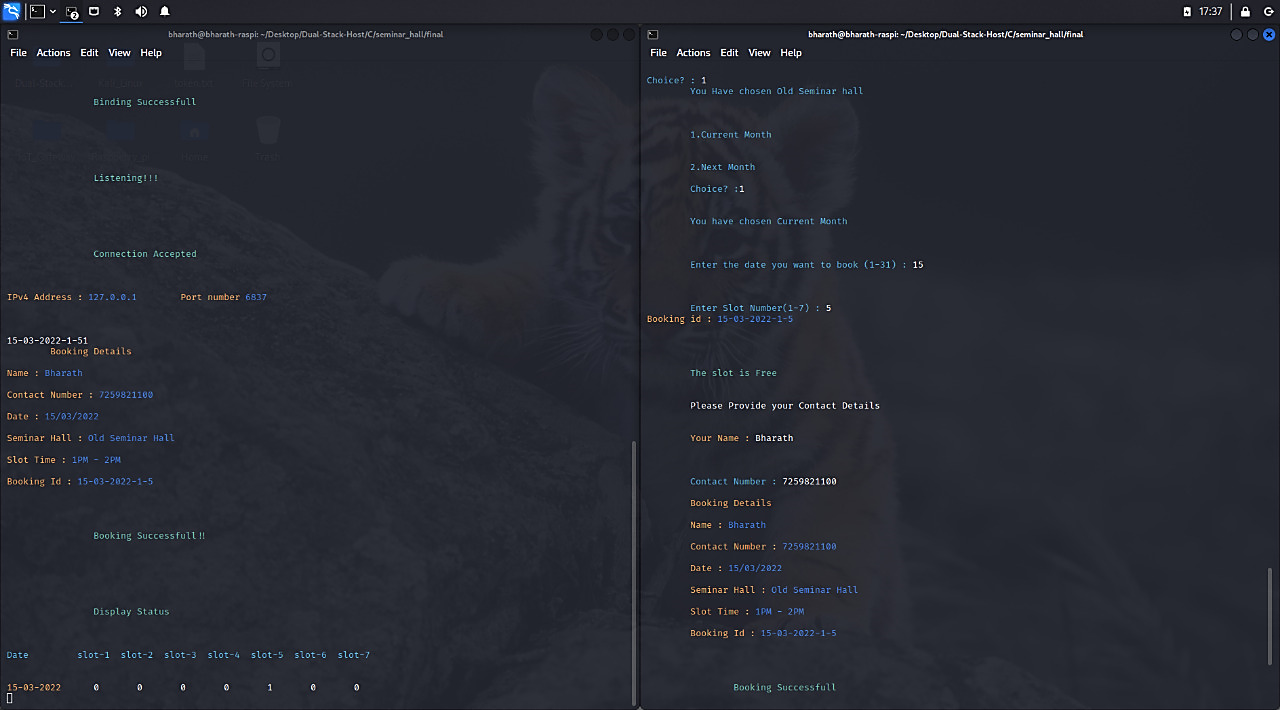 17:37
bharath@bharath-raspi: ~/Desktop/Dual-Stack-Host/C/seminar_hall/final
File Actions Edit View Help
Binding Successfull
Listening!!!
Connection Accepted
IPv4 Address : 127.0.0.1 Port number 6837
15-03-2022-1-51
Booking Details
Name : Bharath
Contact Number : 7259821100
Date : 15/03/2022
Seminar Hall : Old Seminar Hall
Slot Time : 1PM - 2PM
Booking Id : 15-03-2022-1-5
Booking Successfull!!
Display Status
Date slot-1 slot-2 slot-3 slot-4 slot-5 slot-6 slot-7
15-03-2022 0 0 0 0 1 0 0
bharath@bharath-raspi: ~/Desktop/Dual-Stack-Host/C/seminar_hall/final
File Actions Edit View Help
Choice? : 1
You Have chosen Old Seminar hall
1.Current Month
2.Next Month
Choice? :1
You have chosen Current Month
Enter the date you want to book (1-31) : 15
Enter Slot Number(1-7) : 5
Booking id : 15-03-2022-1-5
The slot is Free
Please Provide your Contact Details
Your Name : Bharath
Contact Number : 7259821100
Booking Details
Name : Bharath
Contact Number : 7259821100
Date : 15/03/2022
Seminar Hall : Old Seminar Hall
Slot Time : 1PM - 2PM
Booking Id : 15-03-2022-1-5
Booking Successfull